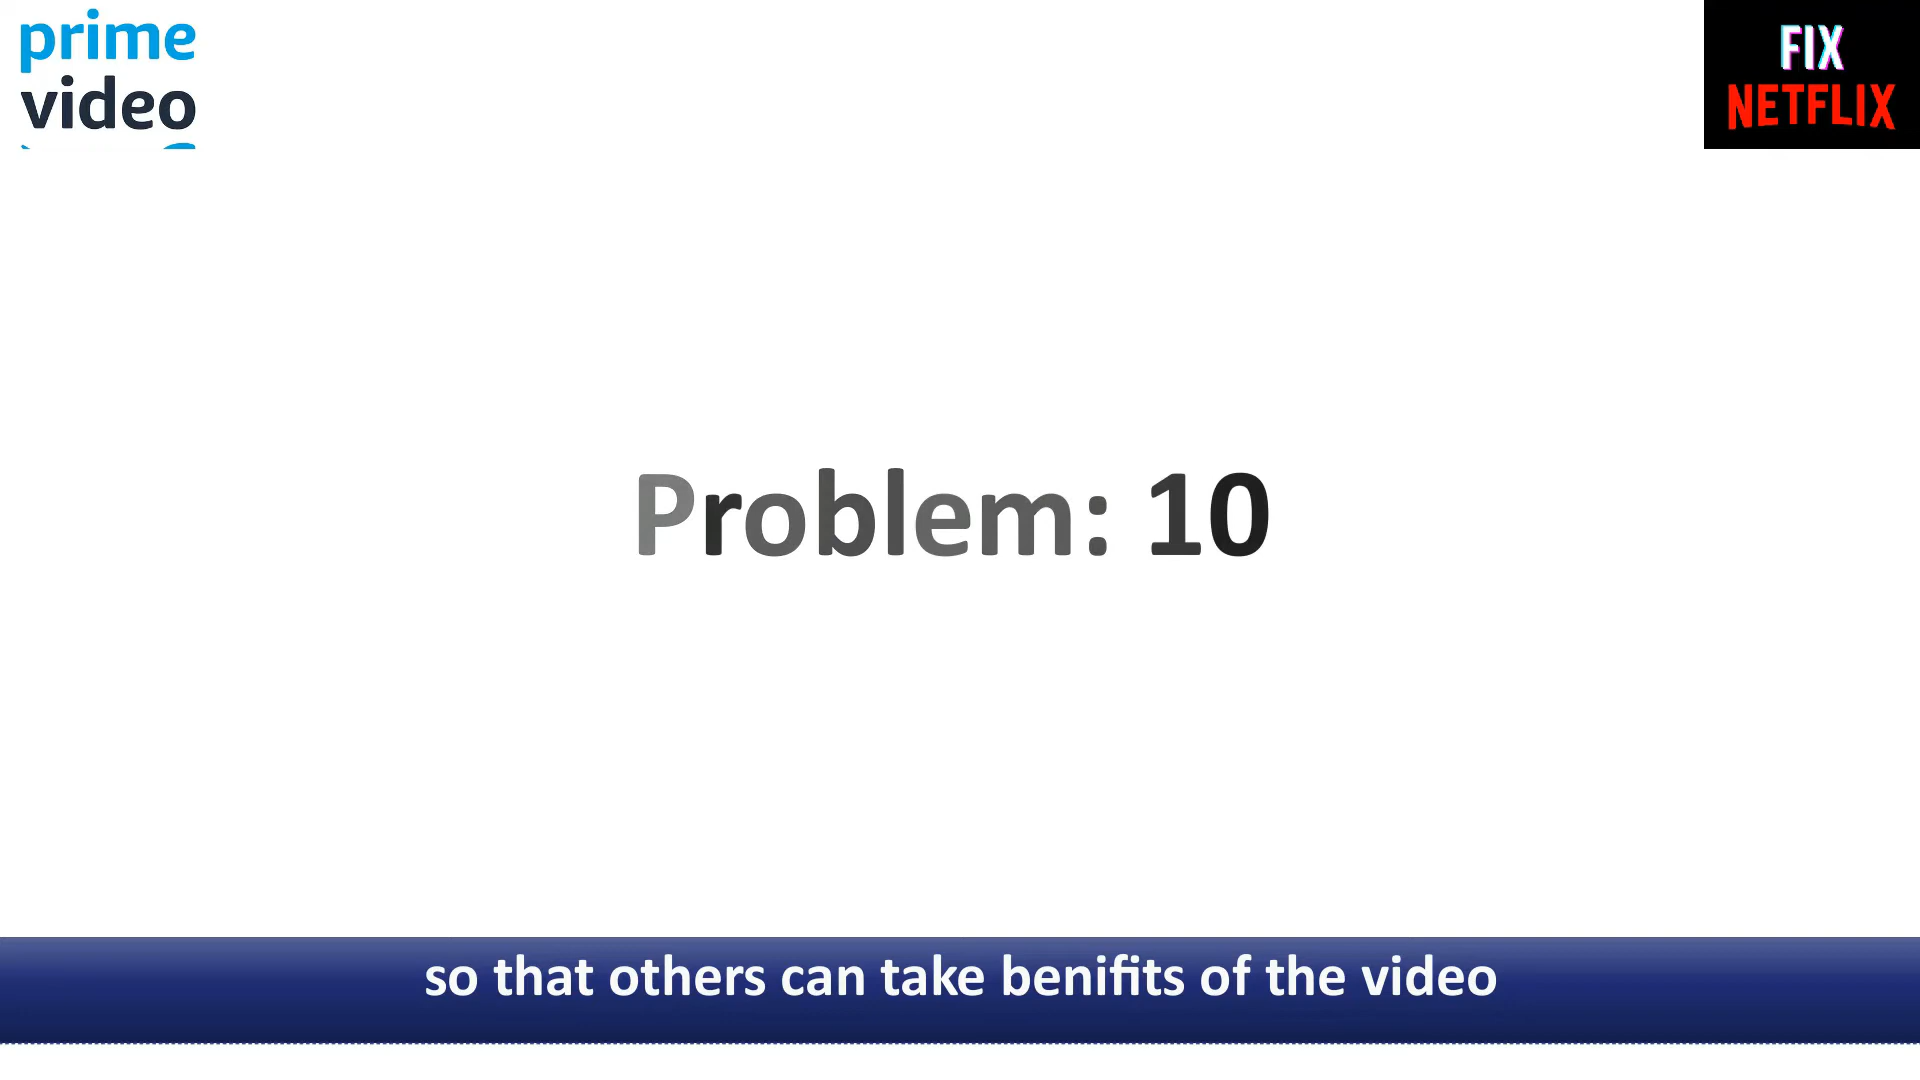 prime
video
FIX
NETFLIX
Problem: 10
so that others can take benifits of the video